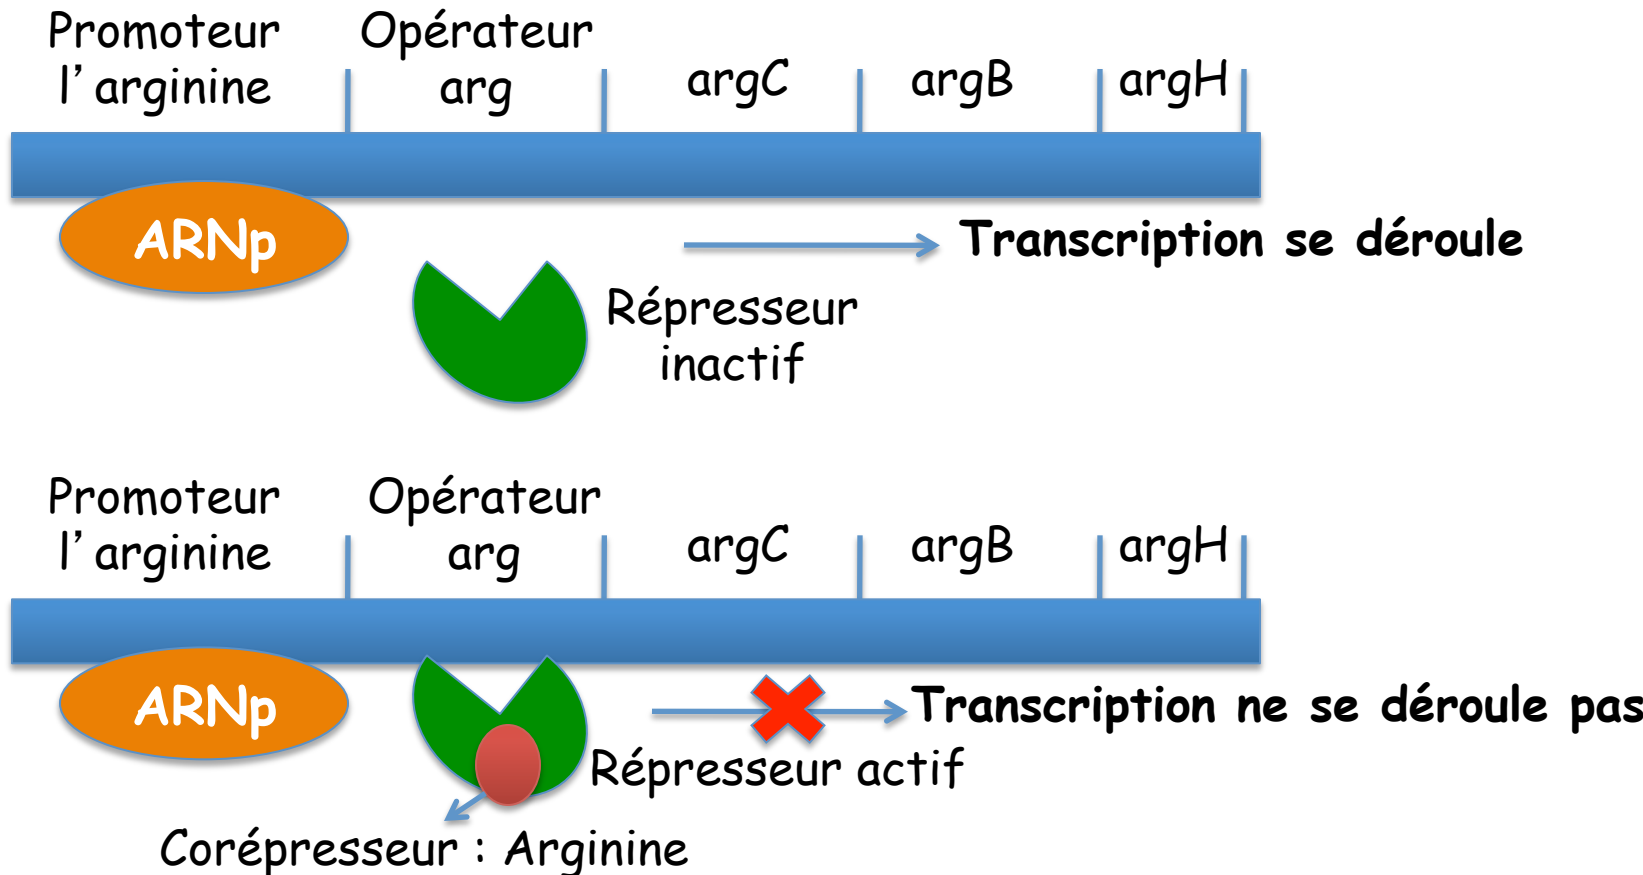 Promoteur
l’arginine
Opérateur
arg
argC
argB
argH
ARNp
Transcription se déroule
Répresseur
inactif
Promoteur
l’arginine
Opérateur
arg
argC
argB
argH
ARNp
Transcription ne se déroule pas
Répresseur actif
Corépresseur : Arginine